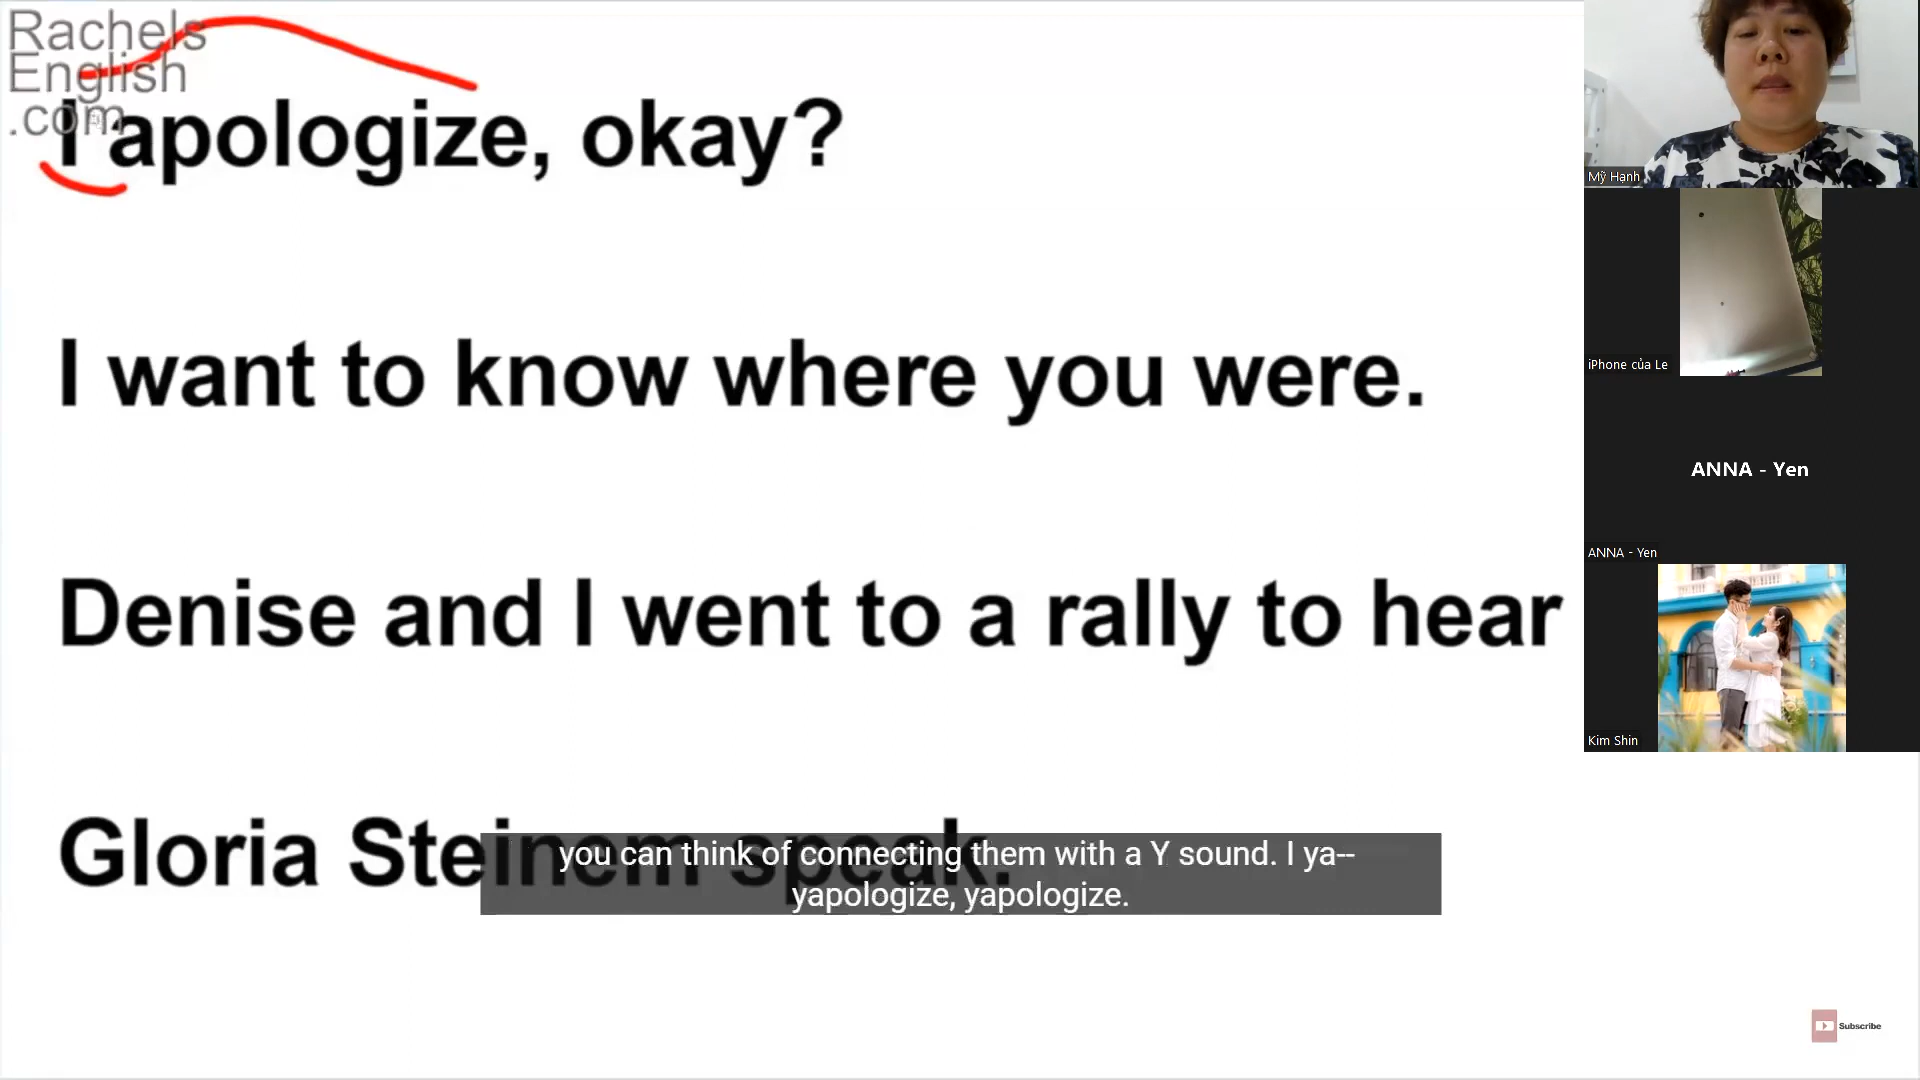 Rachel's
English
.com
I apologize, okay?
I want to know where you were.
Denise and I went to a rally to hear
Gloria Steinem speak.
you can think of connecting them with a Y sound. I ya--
yapologize, yapologize.
Mỹ Hạnh
iPhone của Le
ANNA - Yen
ANNA - Yen
Kim Shin
Subscribe